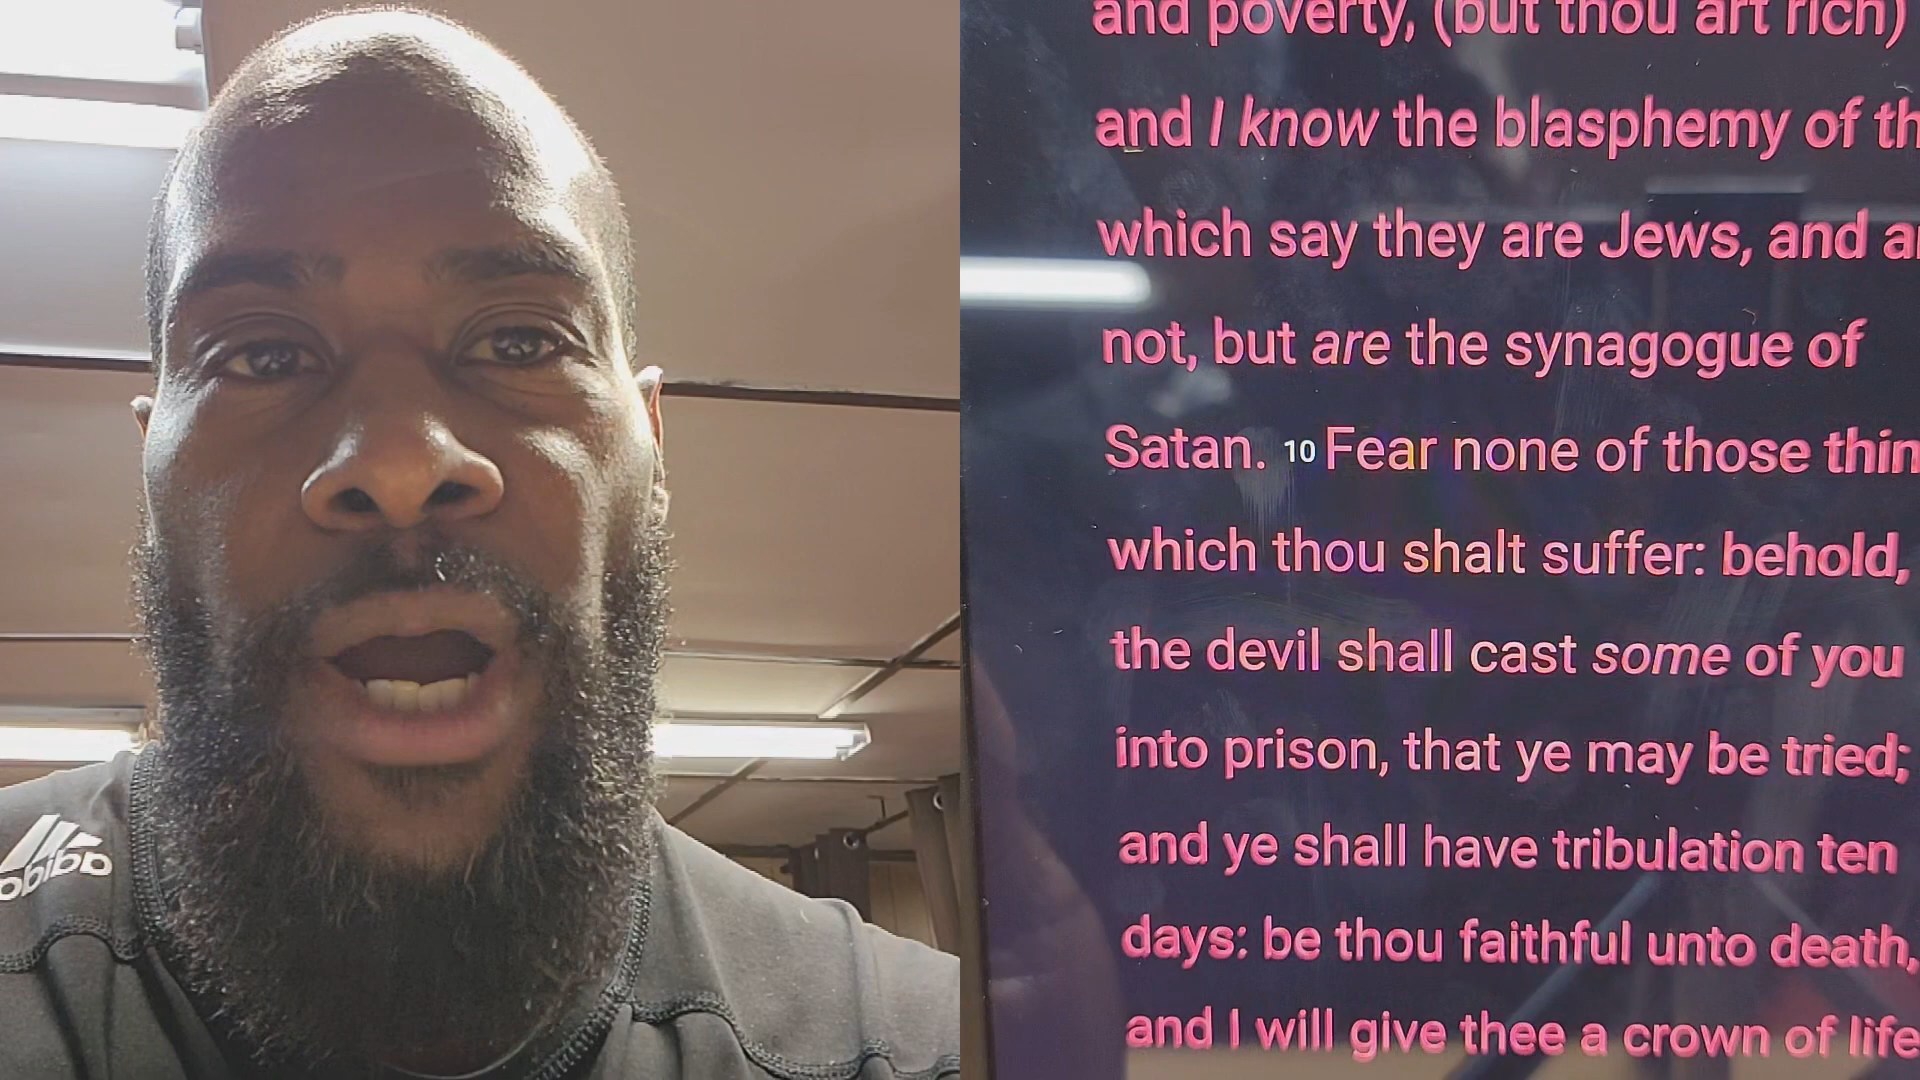 adidas
and poverty, (but thou art rich)
and I know the blasphemy of
which say they are Jews, and
not, but are the synagogue of
Satan. 10 Fear none of those
which thou shalt suffer: behold,
the devil shall cast some of you
into prison, that ye may be tried;
and ye shall have tribulation ten
days: be thou faithful unto death,
and I will give thee a crown of life